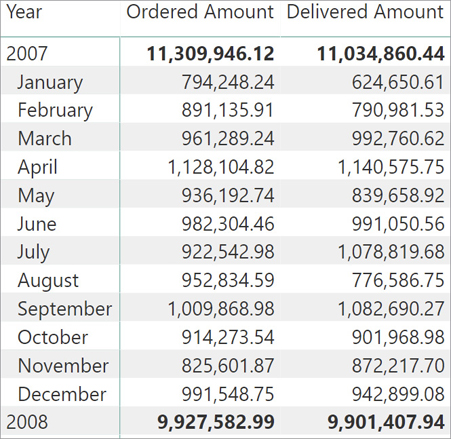 Year Ordered Amount Delivered Amount
2007 11,309,946.12 11,034,860.44
January 794,248.24 624,650.61
February 891,135.91 790,981.53
March 961,289.24 992,760.62
April 1,128,104.82 1,140,575.75
May 936,192.74 839,658.92
June 982,304.46 991,050.56
July 922,542.98 1,078,819.68
August 952,834.59 776,586.75
September 1,009,868.98 1,082,690.27
October 914,273.54 901,968.98
November 825,601.87 872,217.70
December 991,548.75 942,899.08
2008 9,927,582.99 9,901,407.94